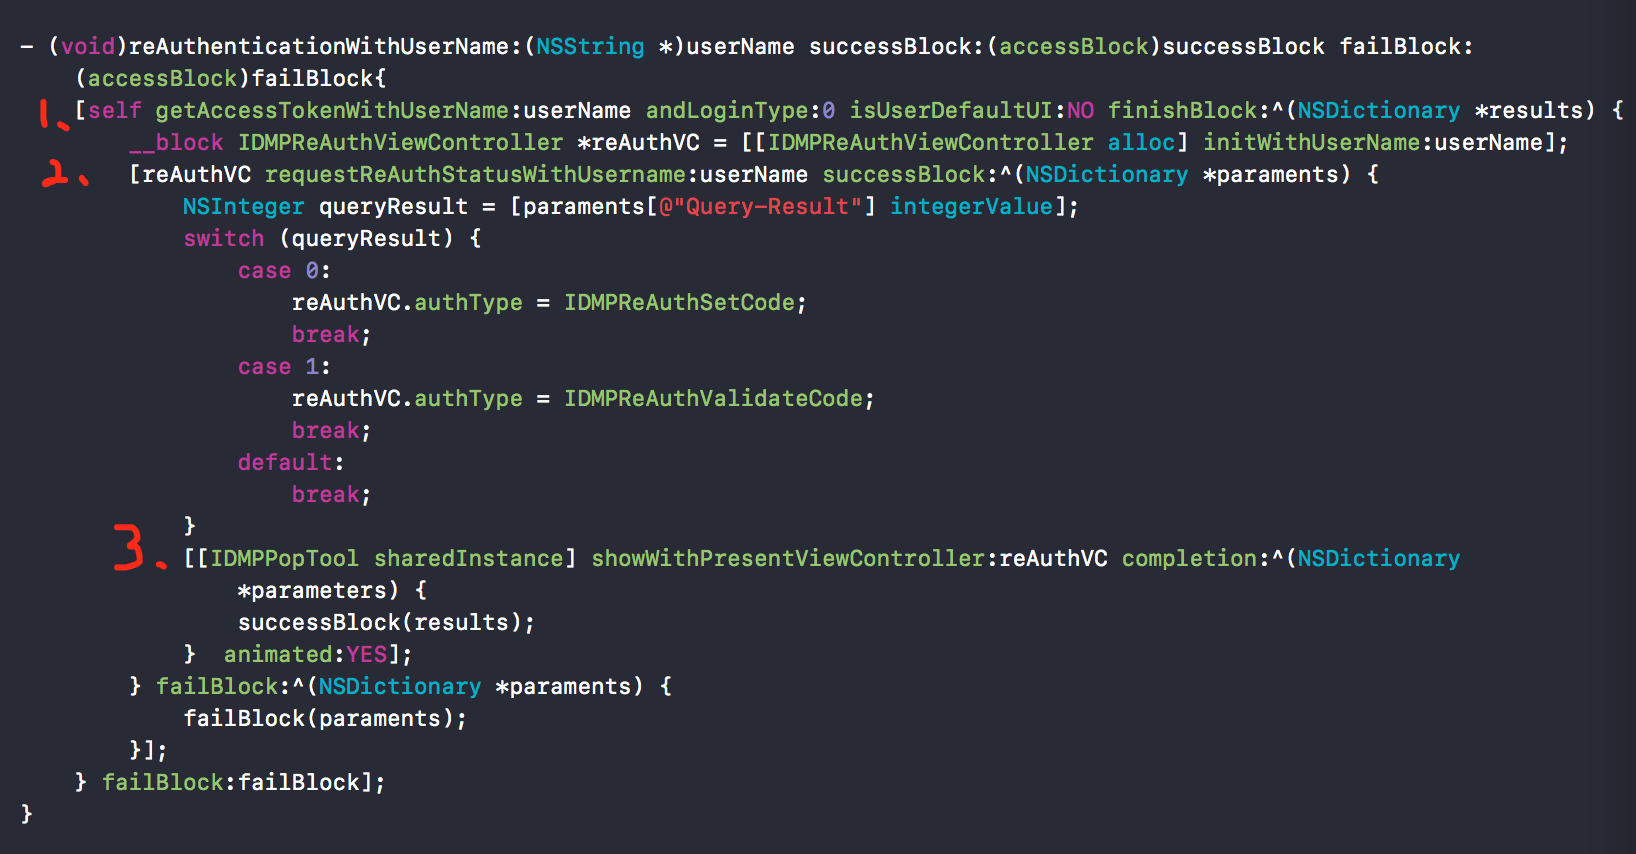 - (void)reAuthenticationWithUserName:(NSString *)userName successBlock:(accessBlock)successBlock failBlock:
(accessBlock)failBlock{
1、[self getAccessTokenWithUserName:userName andLoginType:0 isUserDefaultUI:NO finishBlock:^(NSDictionary *results) {
__block IDMPReAuthViewController *reAuthVC = [[IDMPReAuthViewController alloc] initWithUserName:userName];
2、[reAuthVC requestReAuthStatusWithUsername:userName successBlock:^(NSDictionary *paraments) {
NSInteger queryResult = [paraments[@"Query-Result"] integerValue];
switch (queryResult) {
case 0:
reAuthVC.authType = IDMPReAuthSetCode;
break;
case 1:
reAuthVC.authType = IDMPReAuthValidateCode;
break;
default:
break;
}
3、[[IDMPPopTool sharedInstance] showWithPresentViewController:reAuthVC completion:^(NSDictionary
*parameters) {
successBlock(results);
} animated:YES];
} failBlock:^(NSDictionary *paraments) {
failBlock(paraments);
}];
} failBlock:failBlock];
}